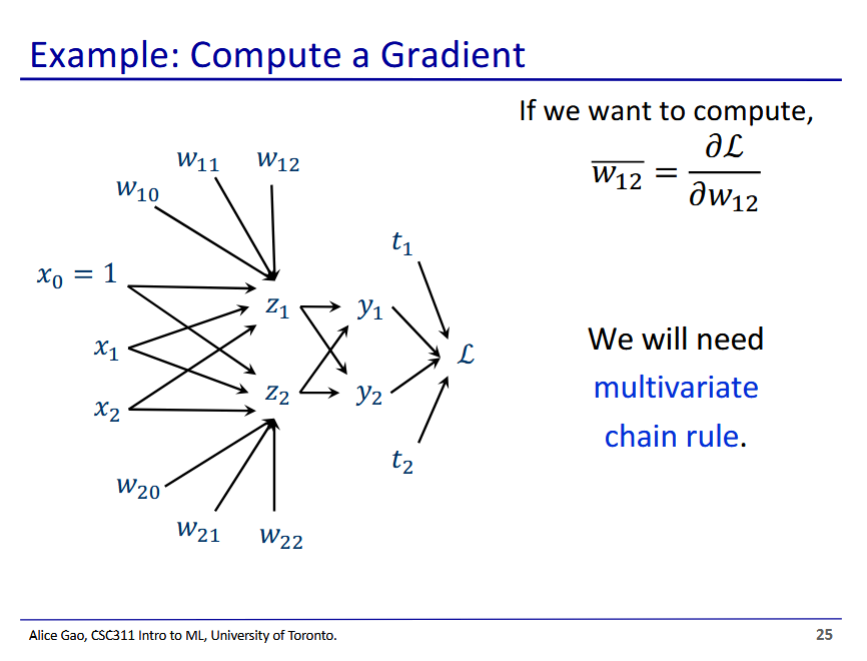 Example: Compute a Gradient
If we want to compute,
w̅₁₂ = ∂ℒ/∂w₁₂
w₁₁ w₁₂
w₁₀
t₁
x₀ = 1
z₁ y₁
x₁
ℒ
We will need
multivariate
chain rule.
z₂ y₂
x₂
t₂
w₂₀
w₂₁ w₂₂
Alice Gao, CSC311 Intro to ML, University of Toronto.
25